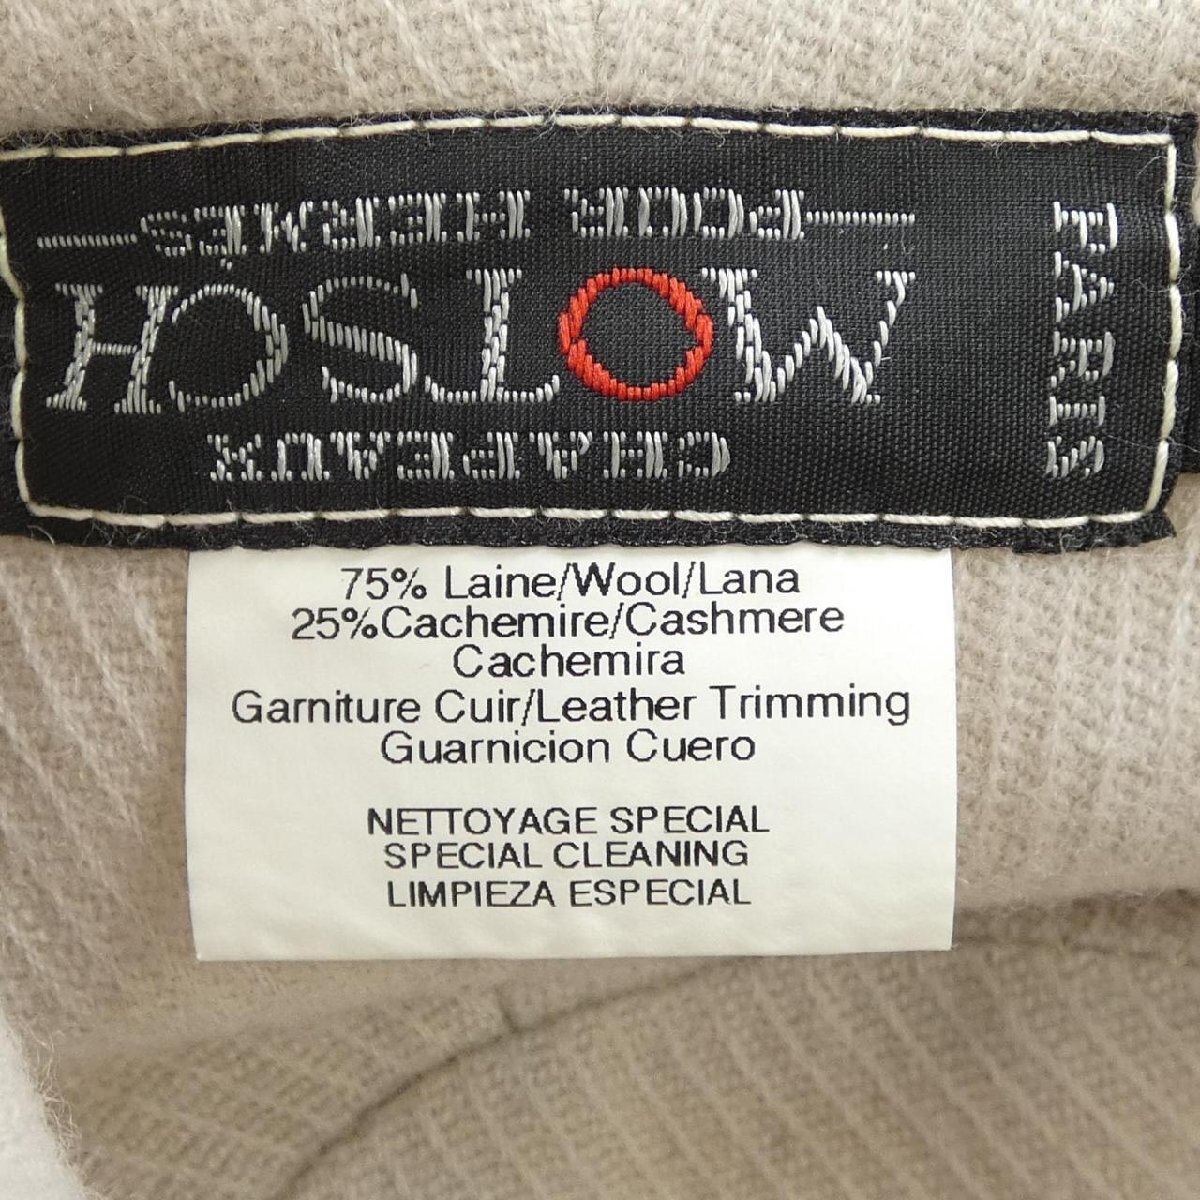 CHAPEAUX
MOTSCH
POUR HERMÈS
PARIS
75% Laine/Wool/Lana
25%Cachemire/Cashmere
Cachemira
Garniture Cuir/Leather Trimming
Guarnicion Cuero
NETTOYAGE SPECIAL
SPECIAL CLEANING
LIMPIEZA ESPECIAL